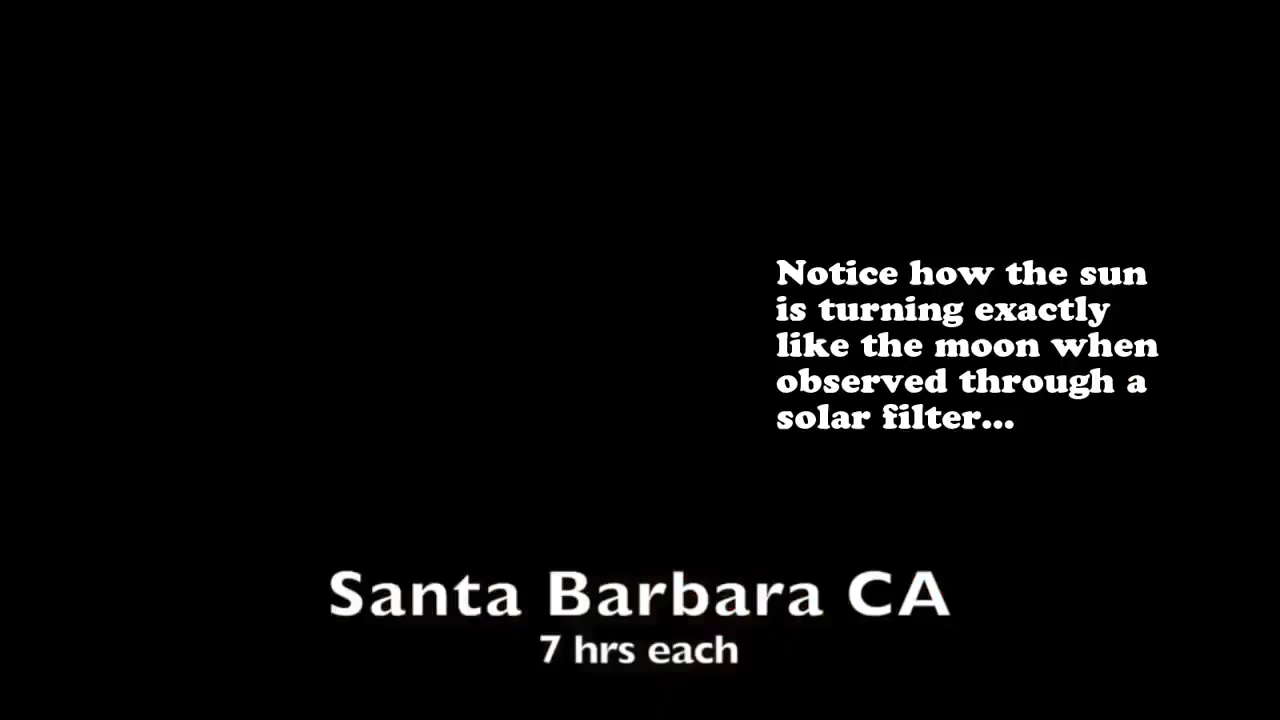 Notice how the sun
is turning exactly
like the moon when
observed through a
solar filter...
Santa Barbara CA
7 hrs each